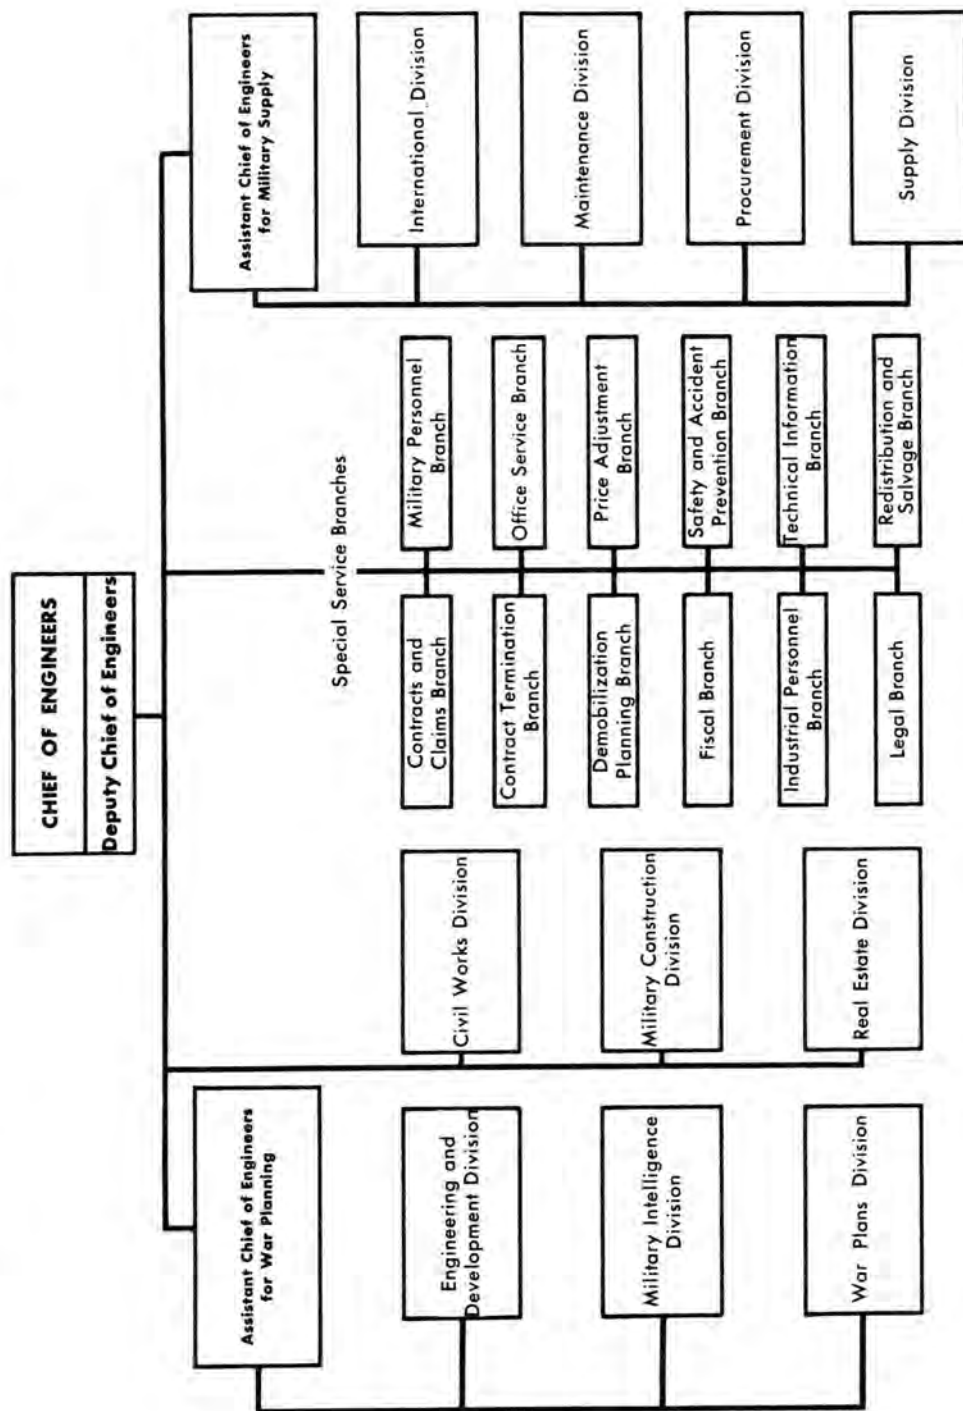 CHIEF OF ENGINEERS
Deputy Chief of Engineers
Assistant Chief of Engineers
for War Planning
Engineering and
Development Division
Military Intelligence
Division
War Plans Division
Civil Works Division
Military Construction
Division
Real Estate Division
Special Service Branches
Contracts and
Claims Branch
Military Personnel
Branch
Contract Termination
Branch
Office Service Branch
Demobilization
Planning Branch
Price Adjustment
Branch
Fiscal Branch
Safety and Accident
Prevention Branch
Industrial Personnel
Branch
Technical Information
Branch
Legal Branch
Redistribution and
Salvage Branch
Assistant Chief of Engineers
for Military Supply
International Division
Maintenance Division
Procurement Division
Supply Division